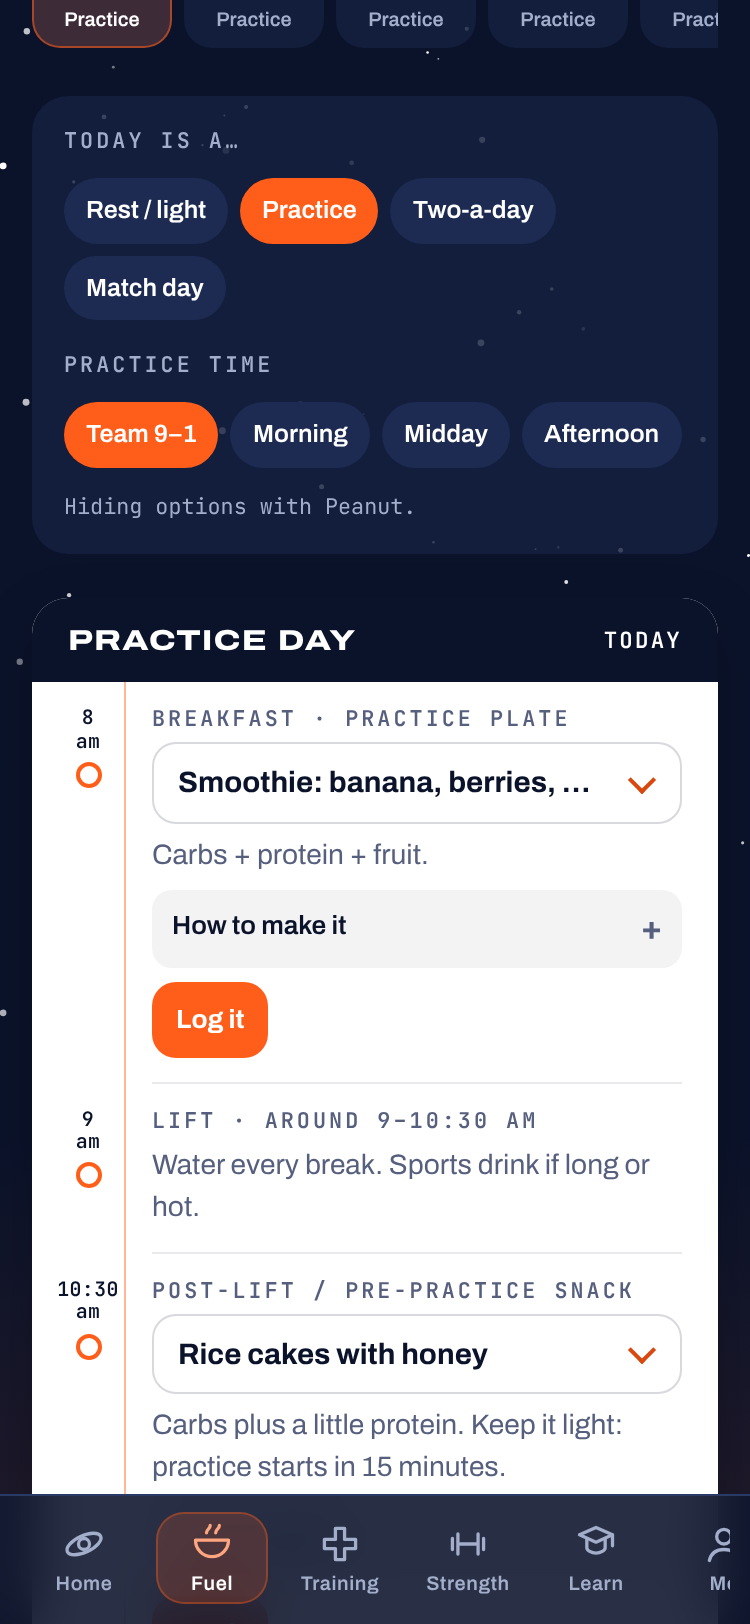 Practice Practice Practice Practice Pract
TODAY IS A…
Rest / light Practice Two-a-day
Match day
PRACTICE TIME
Team 9–1 Morning Midday Afternoon
Hiding options with Peanut.
PRACTICE DAY TODAY
8
am
BREAKFAST · PRACTICE PLATE
Smoothie: banana, berries, …
Carbs + protein + fruit.
How to make it +
Log it
9
am
LIFT · AROUND 9–10:30 AM
Water every break. Sports drink if long or
hot.
10:30
am
POST-LIFT / PRE-PRACTICE SNACK
Rice cakes with honey
Carbs plus a little protein. Keep it light:
practice starts in 15 minutes.
Home Fuel Training Strength Learn